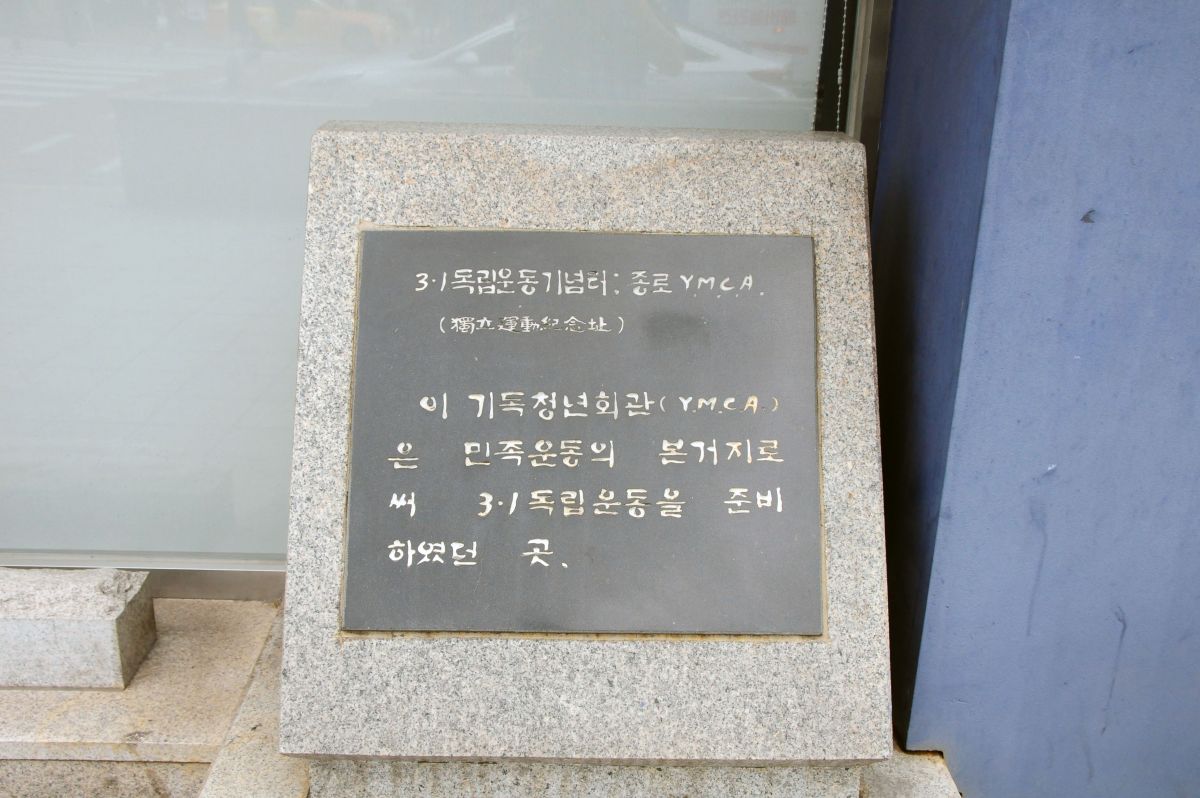 3·1독립운동기념터: 종로 Y.M.C.A.
(獨立運動紀念址)
이 기독청년회관(Y.M.C.A.)
은 민족운동의 본거지로
써 3·1독립운동을 준비
하였던 곳.